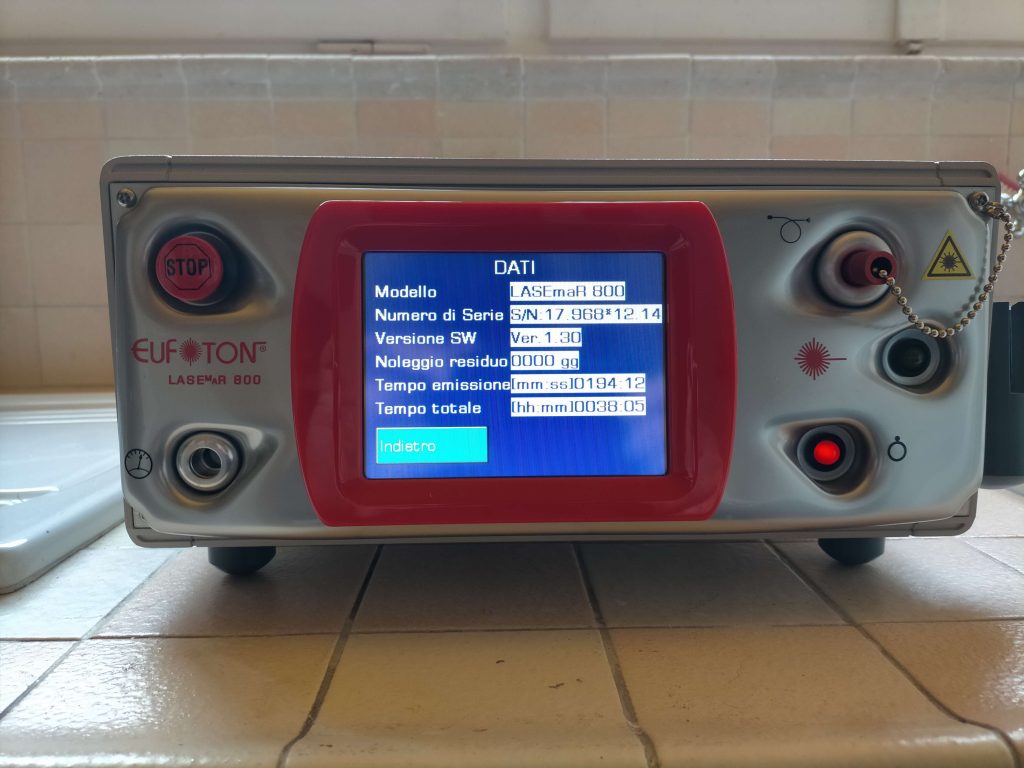 STOP
EUFOTON®
LASEMAR 800
DATI
Modello LASEmaR 800
Numero di Serie S/N:17.968*12.14
Versione SW Ver.1.30
Noleggio residuo 0000 gg
Tempo emissione [mm:ss]0194:12
Tempo totale [hh:mm]0038:05
Indietro